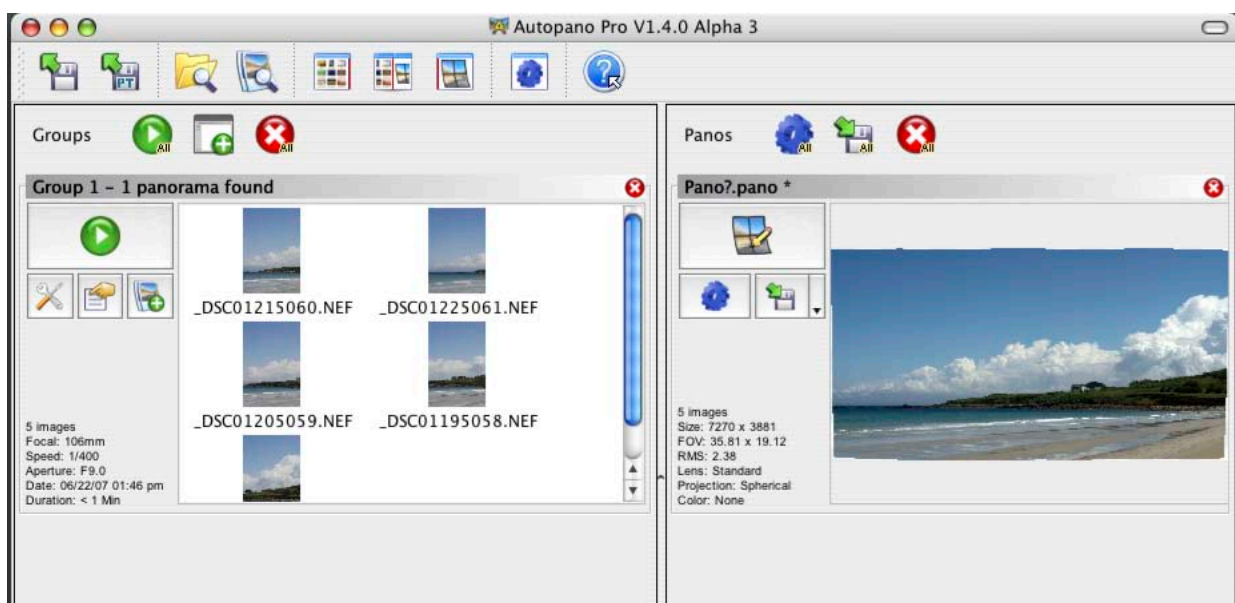 Autopano Pro V1.4.0 Alpha 3
PT
Groups
All
All
Group 1 – 1 panorama found
_DSC01215060.NEF
_DSC01225061.NEF
_DSC01205059.NEF
_DSC01195058.NEF
5 images
Focal: 106mm
Speed: 1/400
Aperture: F9.0
Date: 06/22/07 01:46 pm
Duration: < 1 Min
Panos
All
All
All
Pano?.pano *
5 images
Size: 7270 x 3881
FOV: 35.81 x 19.12
RMS: 2.38
Lens: Standard
Projection: Spherical
Color: None